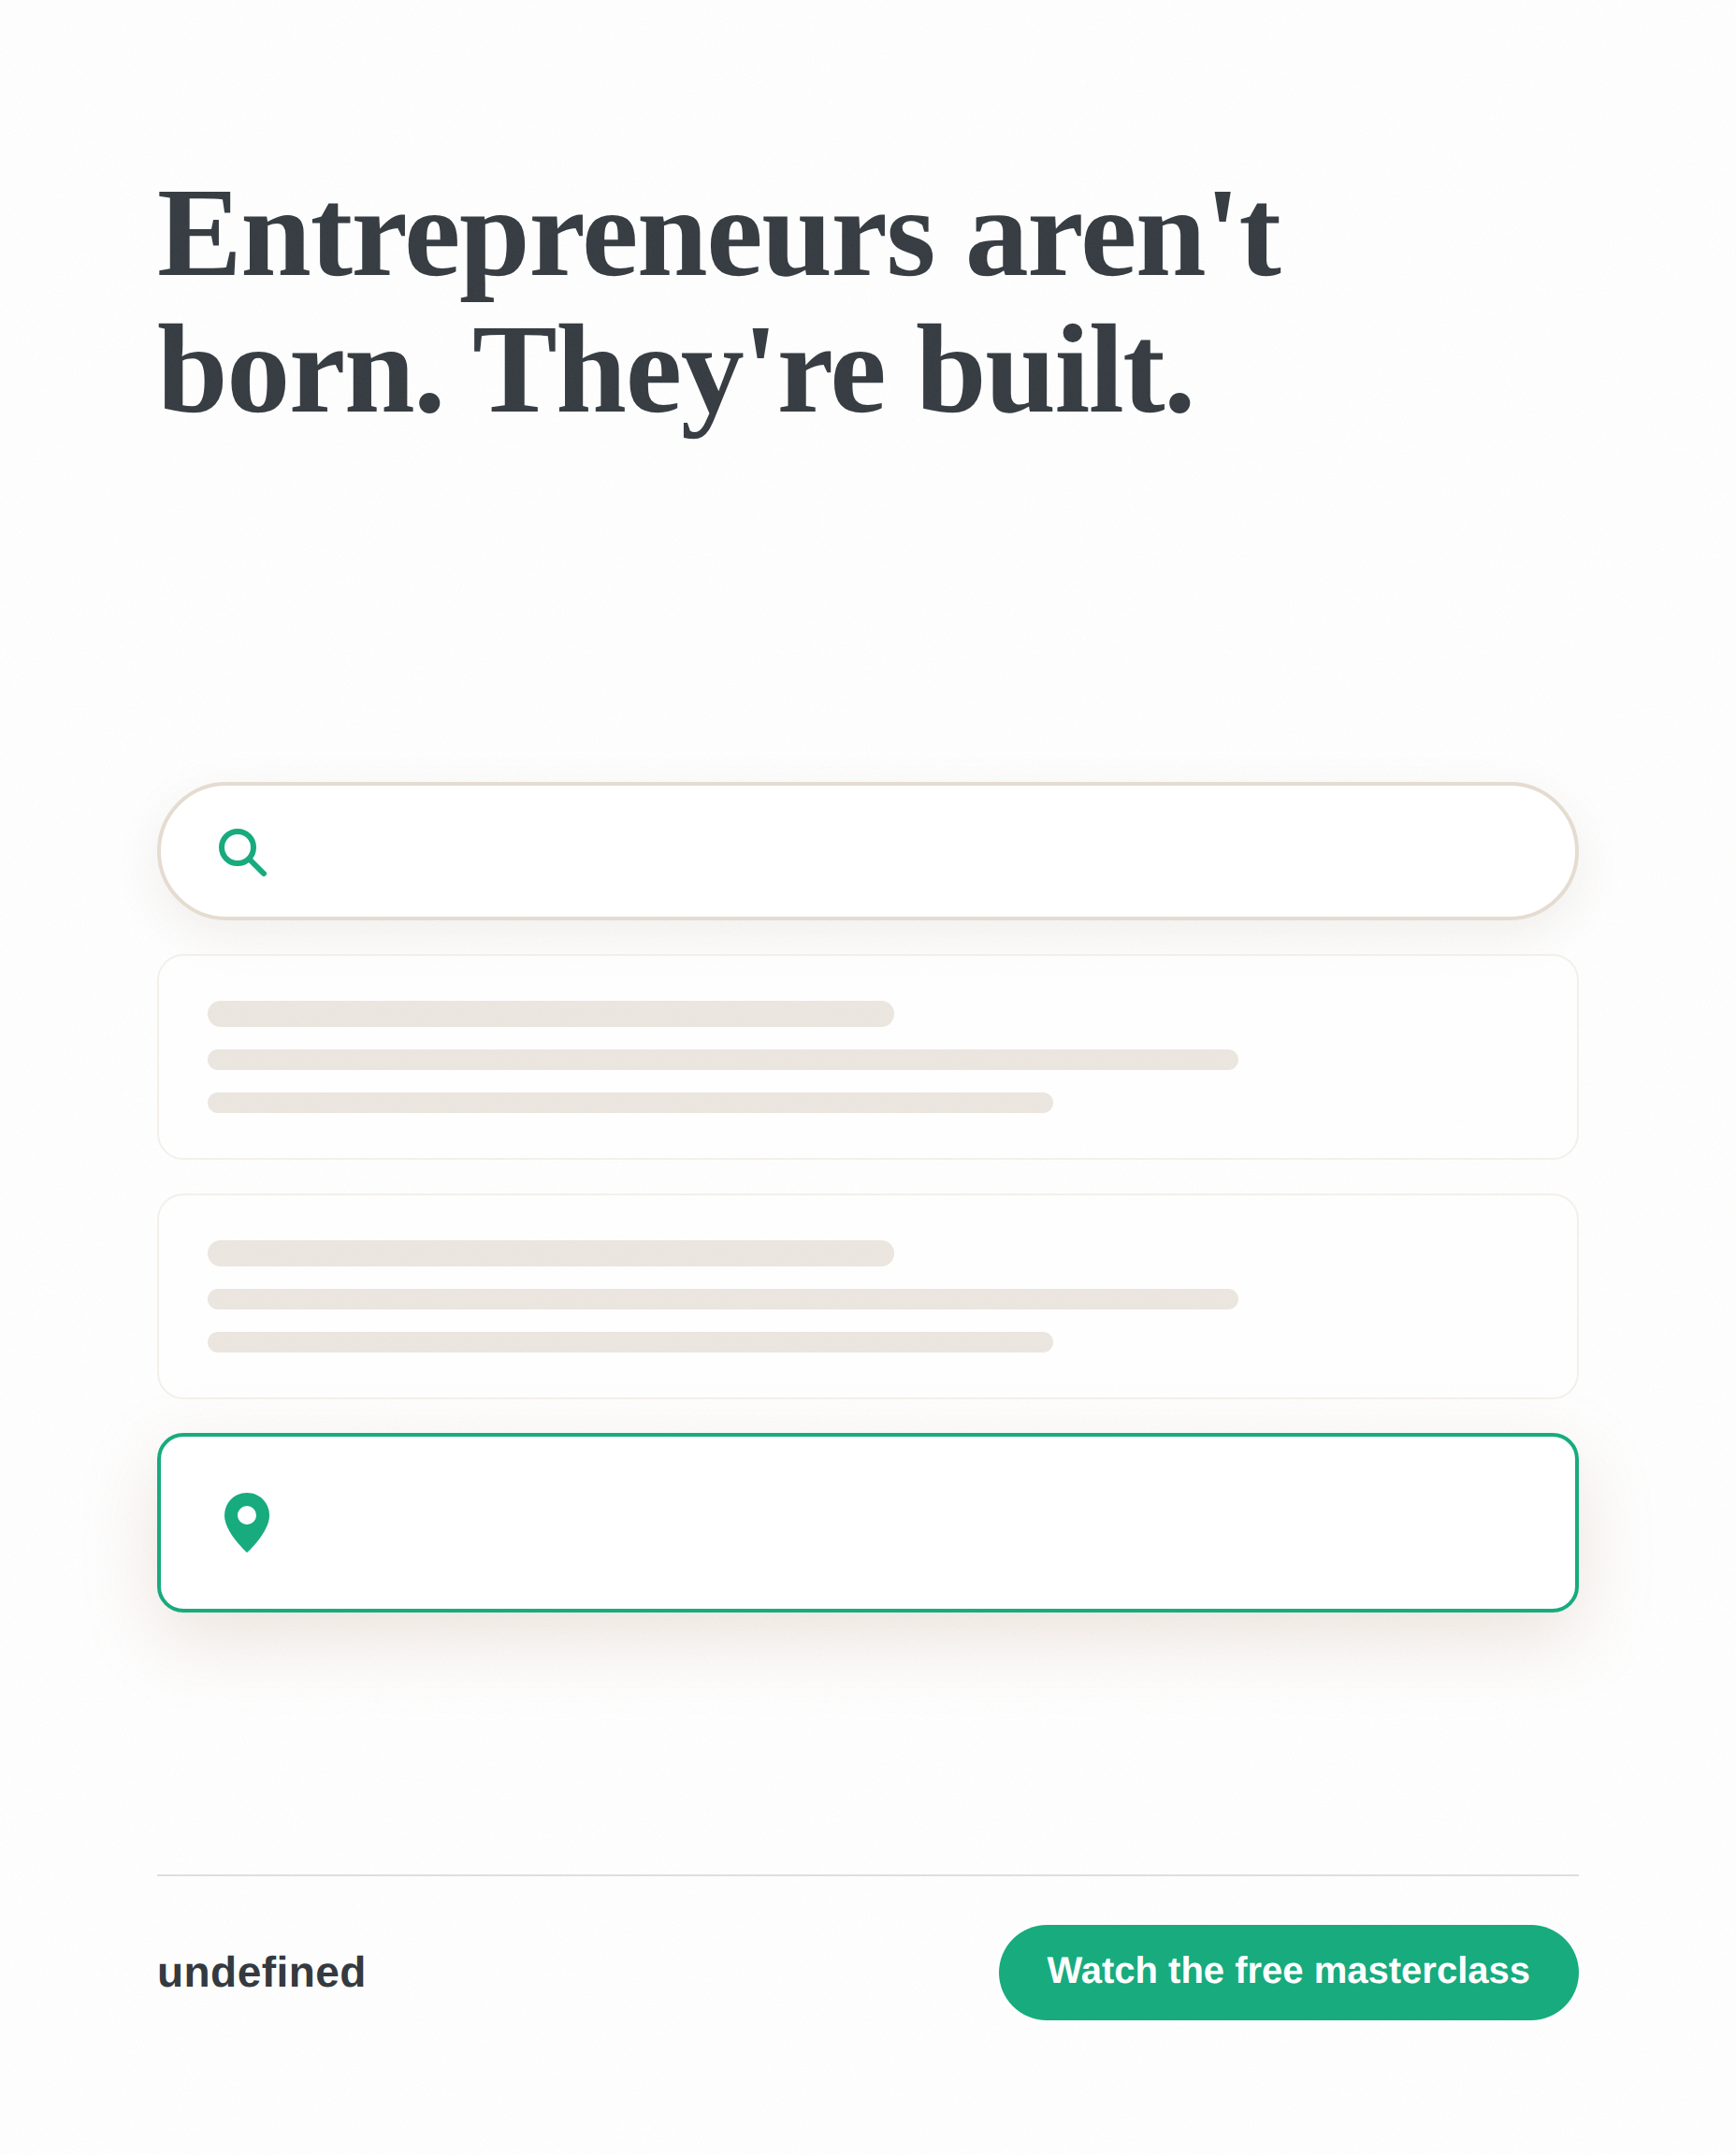 Entrepreneurs aren't
born. They're built.
undefined
Watch the free masterclass